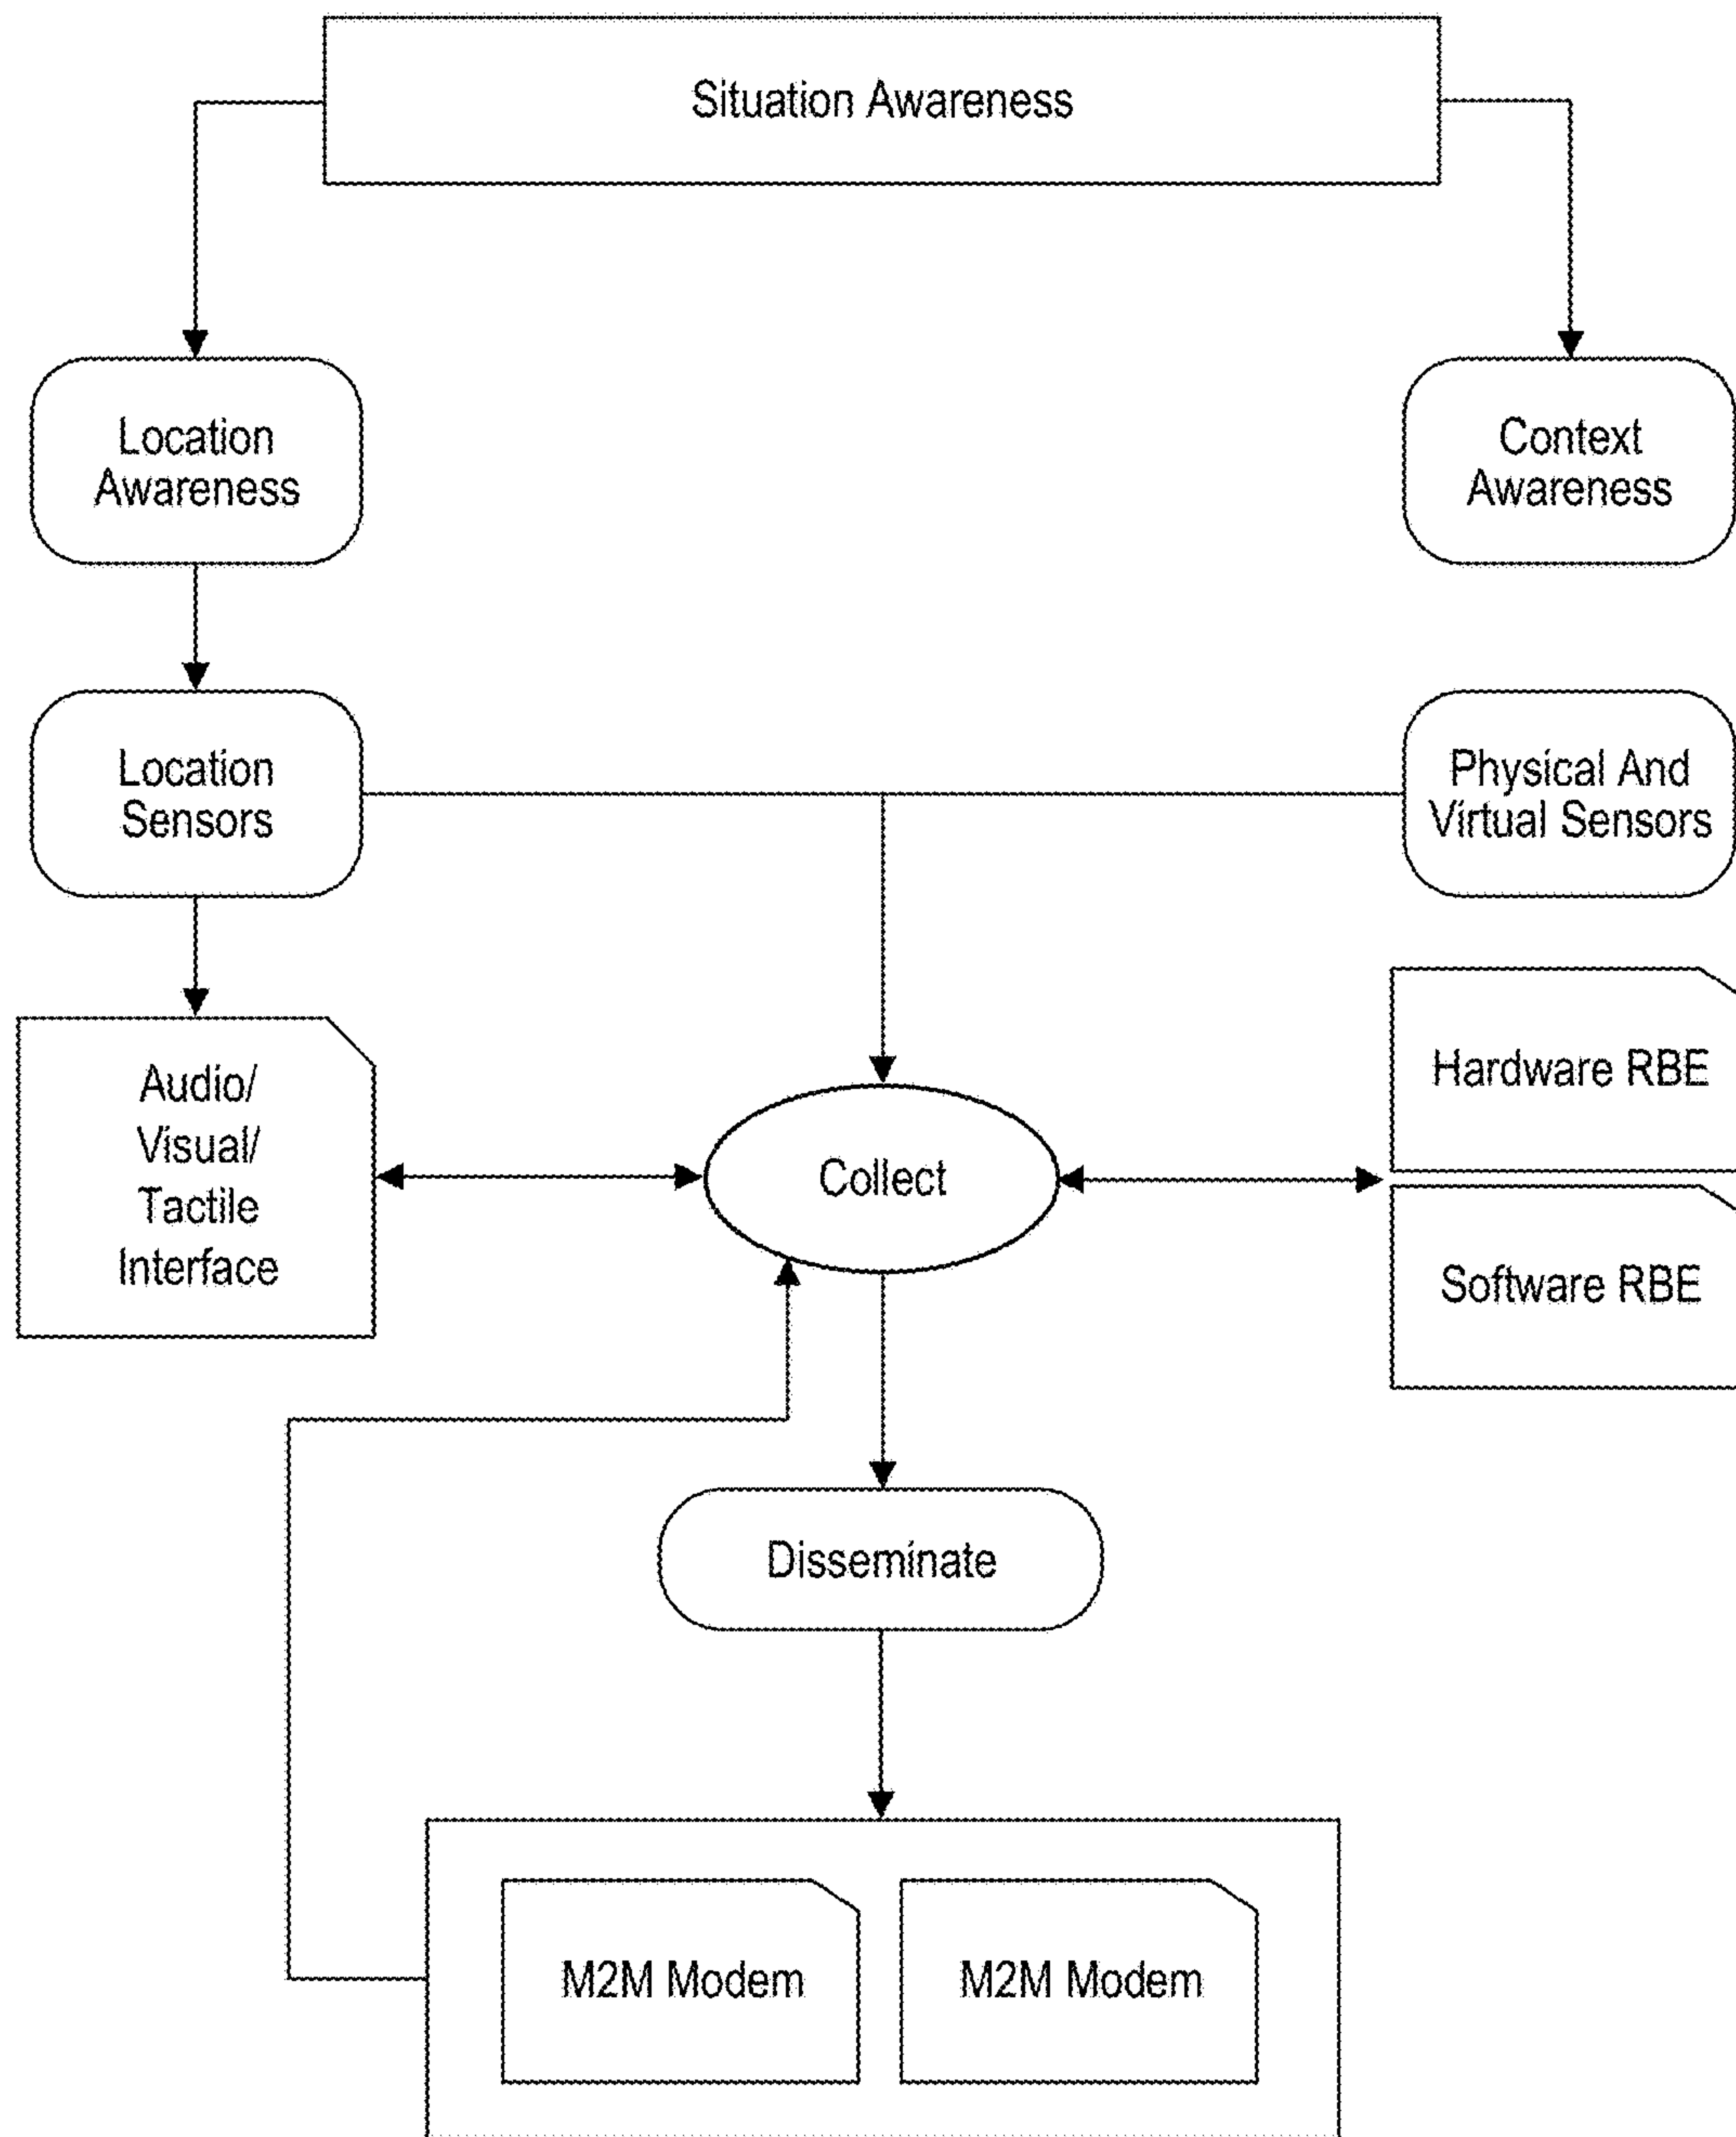 Situation Awareness
Location
Awareness
Context
Awareness
Location
Sensors
Physical And
Virtual Sensors
Audio/
Visual/
Tactile
Interface
Collect
Hardware RBE
Software RBE
Disseminate
M2M Modem
M2M Modem